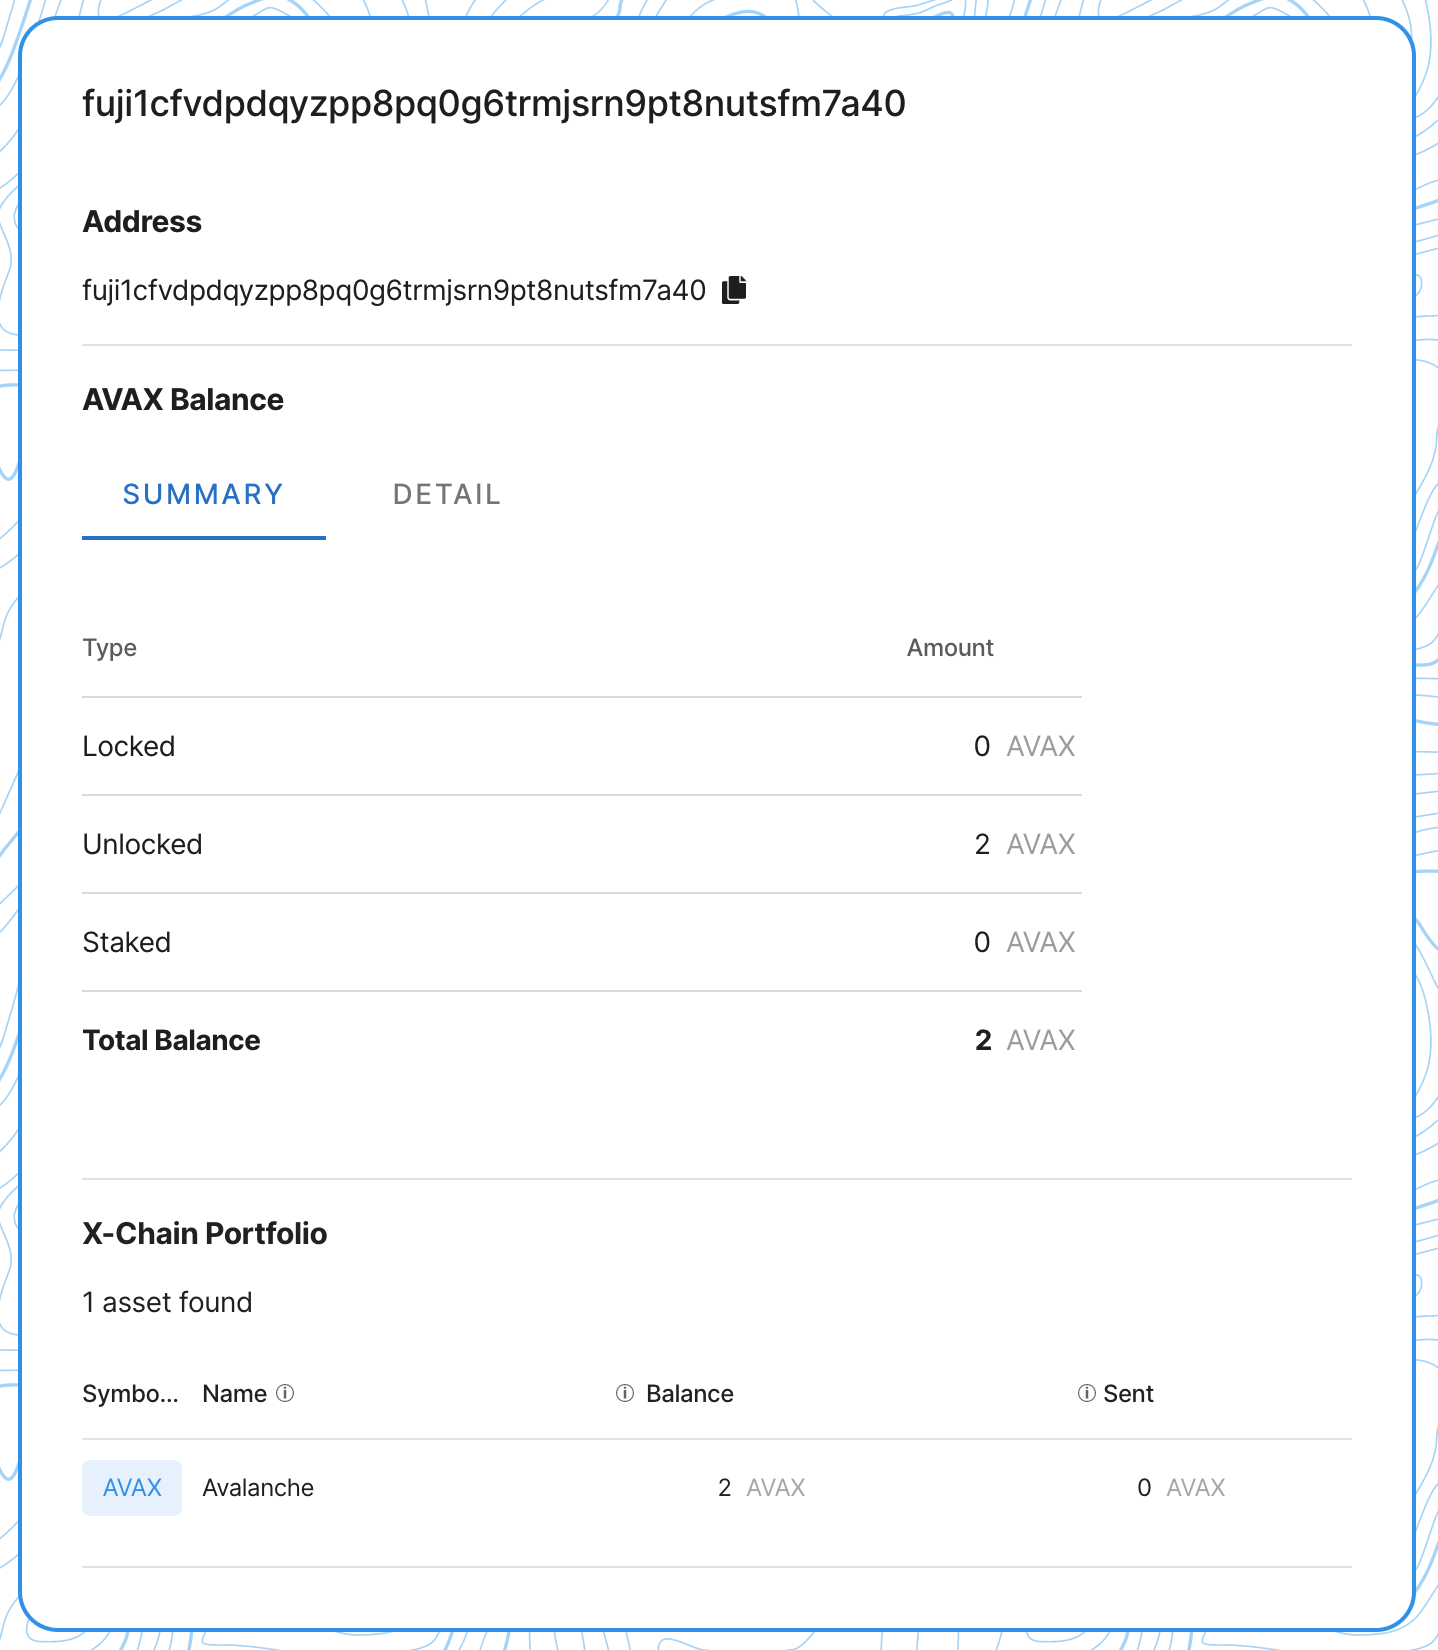 fuji1cfvdpdqyzpp8pq0g6trmjsrn9pt8nutsfm7a40
Address
fuji1cfvdpdqyzpp8pq0g6trmjsrn9pt8nutsfm7a40
AVAX Balance
SUMMARY DETAIL
Type Amount
Locked 0 AVAX
Unlocked 2 AVAX
Staked 0 AVAX
Total Balance 2 AVAX
X-Chain Portfolio
1 asset found
Symbo... Name ⓘ ⓘ Balance ⓘ Sent
AVAX Avalanche 2 AVAX 0 AVAX